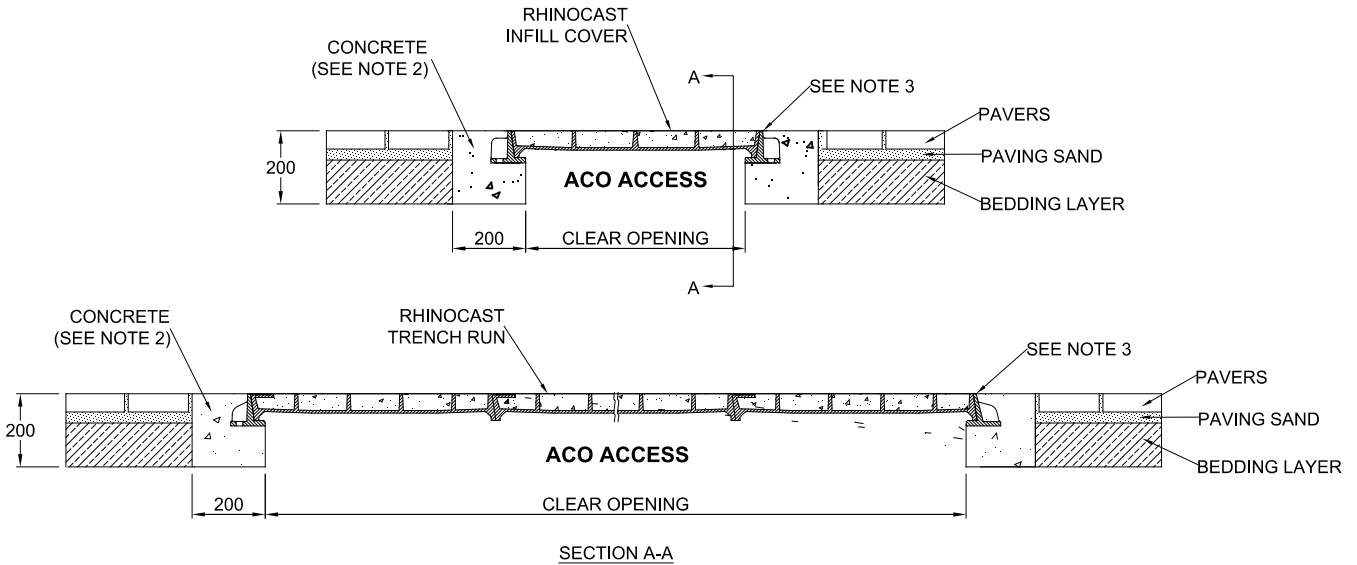 RHINOCAST
INFILL COVER
CONCRETE
(SEE NOTE 2)
A
SEE NOTE 3
PAVERS
200
PAVING SAND
ACO ACCESS
BEDDING LAYER
200
CLEAR OPENING
A
CONCRETE
(SEE NOTE 2)
RHINOCAST
TRENCH RUN
SEE NOTE 3
PAVERS
200
PAVING SAND
ACO ACCESS
BEDDING LAYER
200
CLEAR OPENING
SECTION A-A